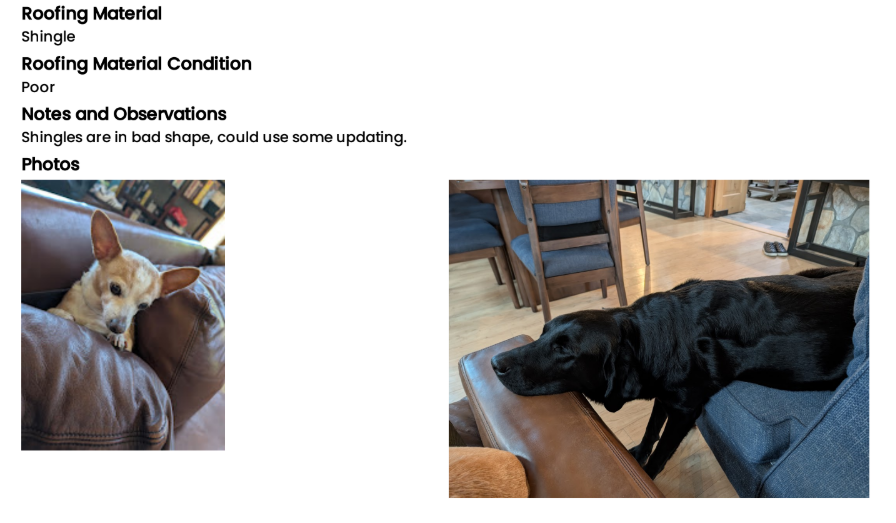 Roofing Material
Shingle
Roofing Material Condition
Poor
Notes and Observations
Shingles are in bad shape, could use some updating.
Photos